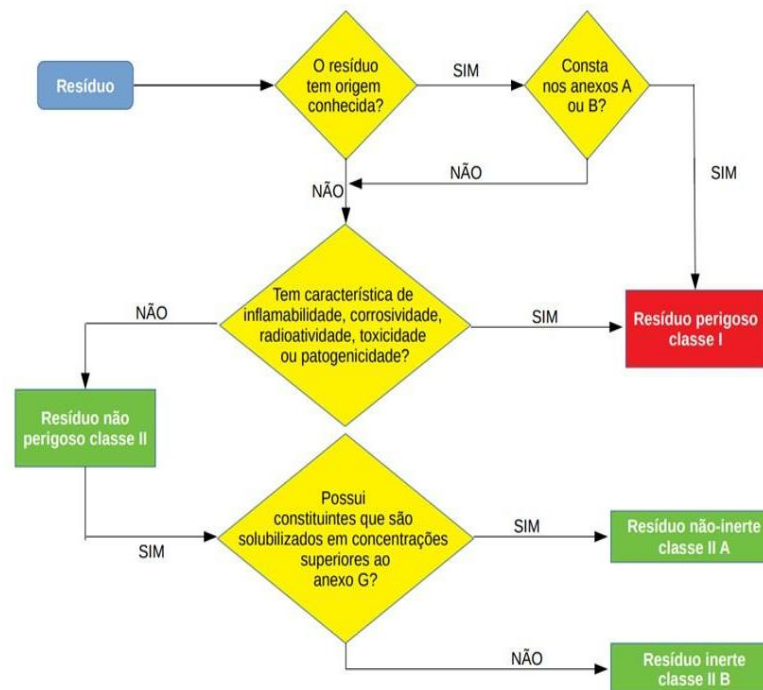 Resíduo
O resíduo
tem origem
conhecida?
SIM
Consta
nos anexos A
ou B?
NÃO
NÃO
SIM
Tem característica de
inflamabilidade, corrosividade,
radioatividade, toxicidade
ou patogenicidade?
NÃO
SIM
Resíduo perigoso
classe I
Resíduo não
perigoso classe II
SIM
Possui
constituintes que são
solubilizados em concentrações
superiores ao
anexo G?
SIM
Resíduo não-inerte
classe II A
NÃO
Resíduo inerte
classe II B